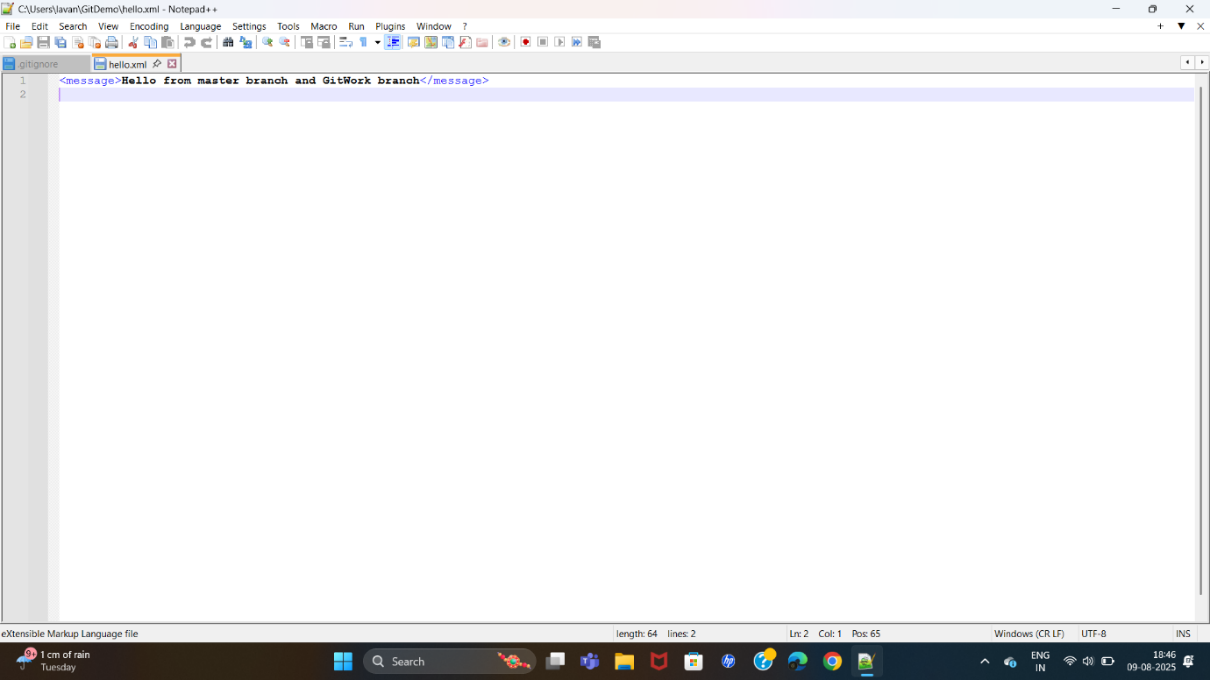 C:\Users\lavan\GitDemo\hello.xml - Notepad++
File Edit Search View Encoding Language Settings Tools Macro Run Plugins Window ?
.gitignore hello.xml
1 <message>Hello from master branch and GitWork branch</message>
2
eXtensible Markup Language file length: 64 lines: 2 Ln: 2 Col: 1 Pos: 65 Windows (CR LF) UTF-8 INS
9+ 1 cm of rain Search ENG 18:46
Tuesday IN 09-08-2025